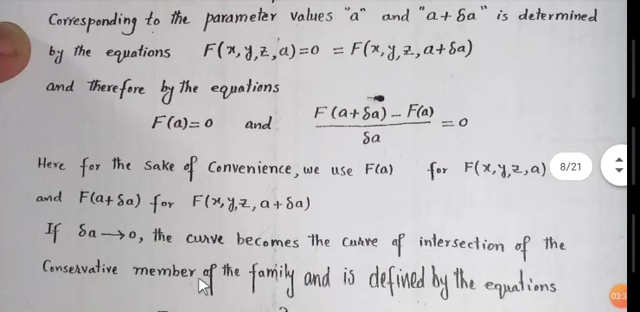 Corresponding to the parameter values "a" and "a + δa" is determined
by the equations F(x, y, z, a) = 0 = F(x, y, z, a + δa)
and therefore by the equations
F(a) = 0 and F(a + δa) – F(a) / δa = 0
Here for the sake of Convenience, we use F(a) for F(x, y, z, a)
8/21
and F(a + δa) for F(x, y, z, a + δa)
If δa → 0, the curve becomes the curve of intersection of the
Conservative member of the family and is defined by the equations